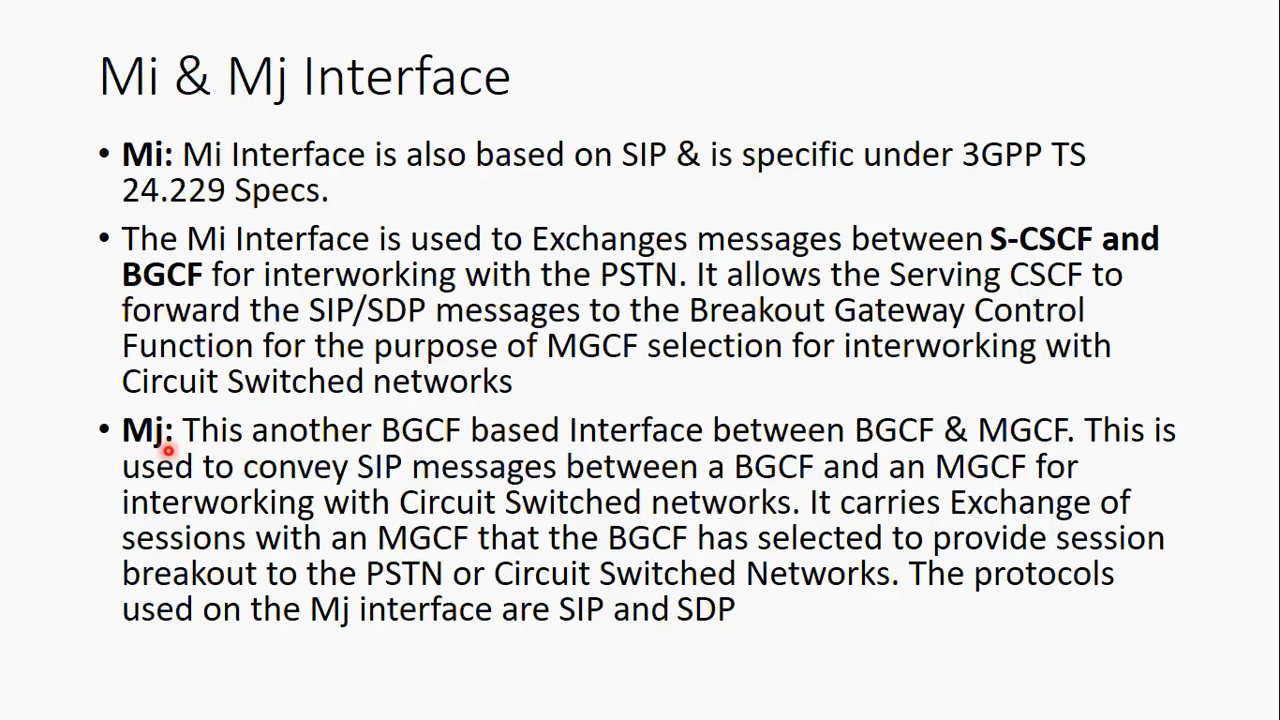 Mi & Mj Interface
• Mi: Mi Interface is also based on SIP & is specific under 3GPP TS
24.229 Specs.
• The Mi Interface is used to Exchanges messages between S-CSCF and
BGCF for interworking with the PSTN. It allows the Serving CSCF to
forward the SIP/SDP messages to the Breakout Gateway Control
Function for the purpose of MGCF selection for interworking with
Circuit Switched networks
• Mj: This another BGCF based Interface between BGCF & MGCF. This is
used to convey SIP messages between a BGCF and an MGCF for
interworking with Circuit Switched networks. It carries Exchange of
sessions with an MGCF that the BGCF has selected to provide session
breakout to the PSTN or Circuit Switched Networks. The protocols
used on the Mj interface are SIP and SDP